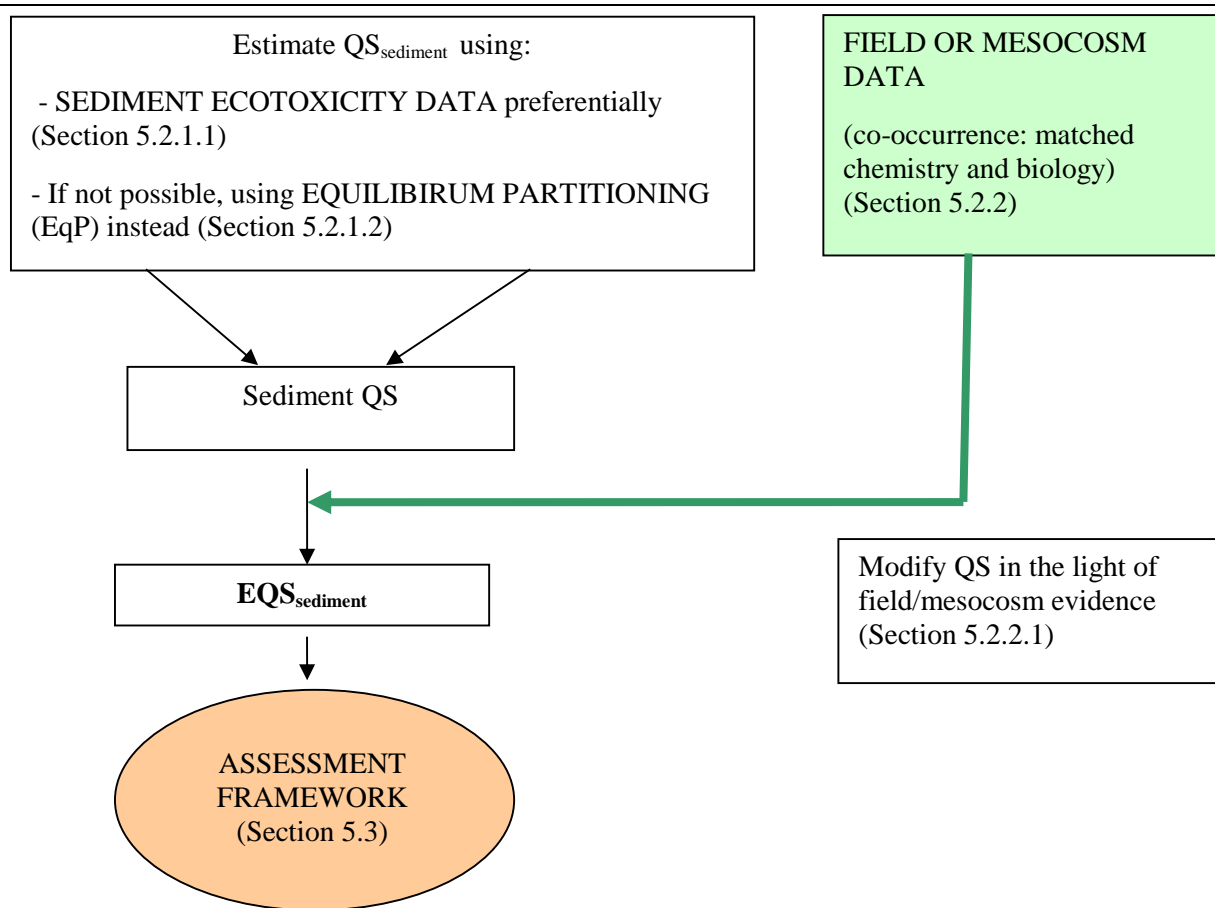 Estimate QSsediment using:
- SEDIMENT ECOTOXICITY DATA preferentially
(Section 5.2.1.1)
- If not possible, using EQUILIBIRUM PARTITIONING
(EqP) instead (Section 5.2.1.2)
FIELD OR MESOCOSM
DATA
(co-occurrence: matched
chemistry and biology)
(Section 5.2.2)
Sediment QS
EQSsediment
Modify QS in the light of
field/mesocosm evidence
(Section 5.2.2.1)
ASSESSMENT
FRAMEWORK
(Section 5.3)